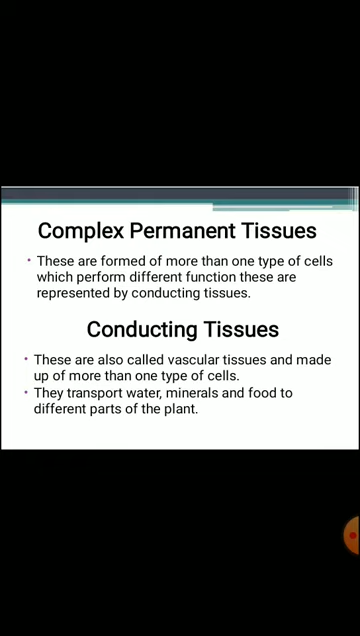 Complex Permanent Tissues
• These are formed of more than one type of cells
which perform different function these are
represented by conducting tissues.
Conducting Tissues
• These are also called vascular tissues and made
up of more than one type of cells.
• They transport water, minerals and food to
different parts of the plant.